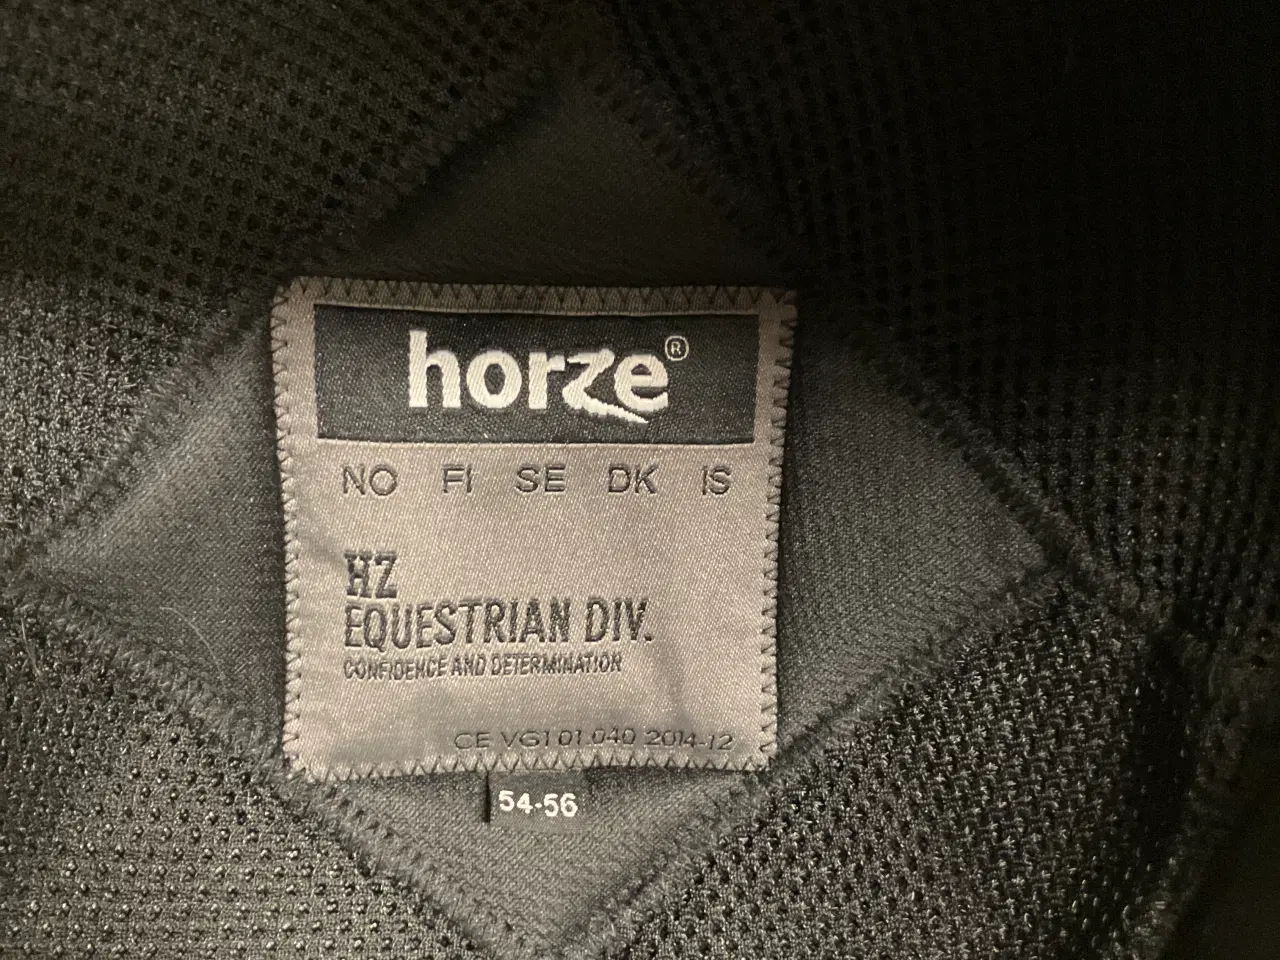 horze®
NO FI SE DK IS
HZ
EQUESTRIAN DIV.
CONFIDENCE AND DETERMINATION
CE VG1 01.040 2014-12
54-56